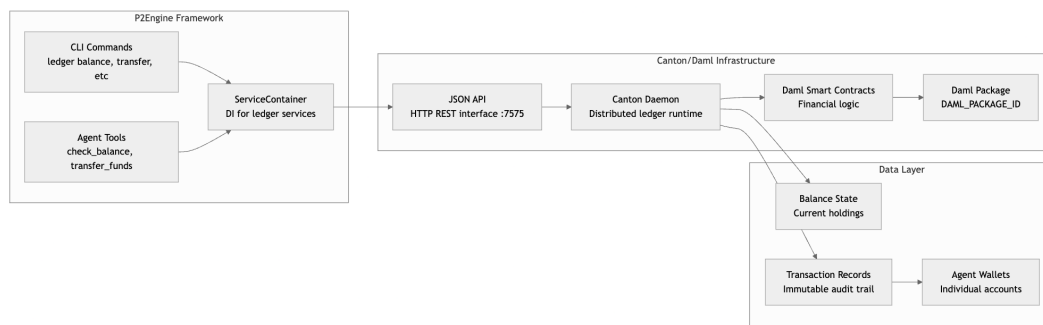 P2Engine Framework
CLI Commands
ledger balance, transfer,
etc
Agent Tools
check_balance,
transfer_funds
ServiceContainer
DI for ledger services
Canton/Daml Infrastructure
JSON API
HTTP REST interface :7575
Canton Daemon
Distributed ledger runtime
Daml Smart Contracts
Financial logic
Daml Package
DAML_PACKAGE_ID
Data Layer
Balance State
Current holdings
Transaction Records
Immutable audit trail
Agent Wallets
Individual accounts